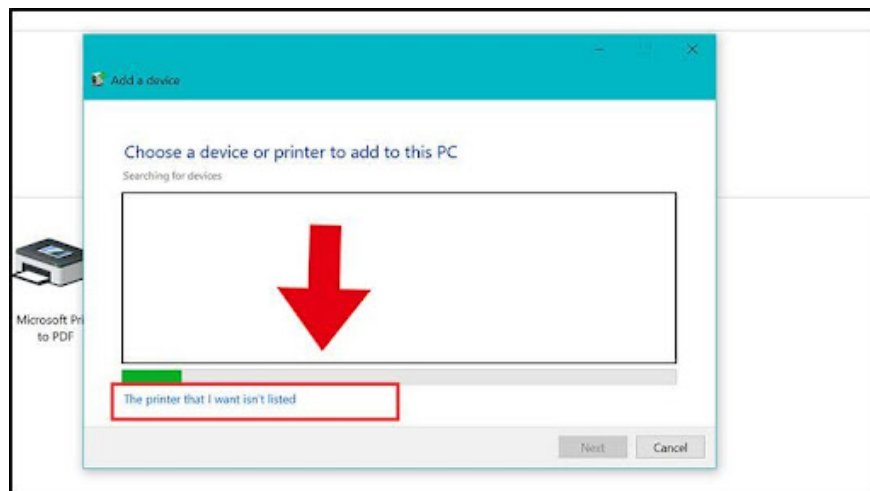 Add a device
Choose a device or printer to add to this PC
Searching for devices
Microsoft Pri
to PDF
The printer that I want isn't listed
Next
Cancel